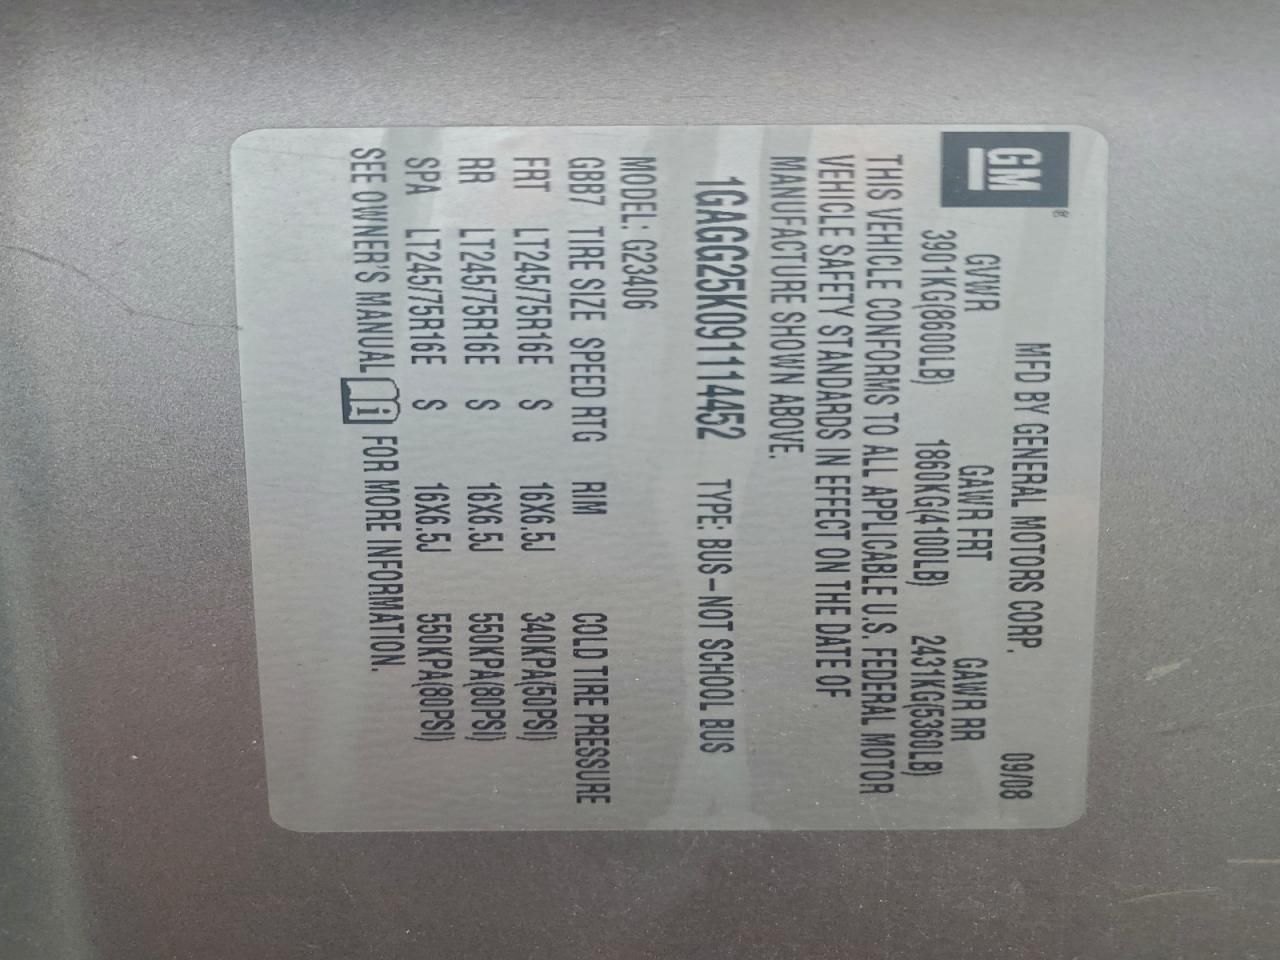 GM®
MFD BY GENERAL MOTORS CORP. 09/08
GVWR GAWR FRT GAWR RR
3901KG(8600LB) 1860KG(4100LB) 2431KG(5360LB)
THIS VEHICLE CONFORMS TO ALL APPLICABLE U.S. FEDERAL MOTOR
VEHICLE SAFETY STANDARDS IN EFFECT ON THE DATE OF
MANUFACTURE SHOWN ABOVE.
1GAGG25K091114452 TYPE: BUS-NOT SCHOOL BUS
MODEL: G23406
GBB7 TIRE SIZE SPEED RTG RIM COLD TIRE PRESSURE
FRT LT245/75R16E S 16X6.5J 340KPA(50PSI)
RR LT245/75R16E S 16X6.5J 550KPA(80PSI)
SPA LT245/75R16E S 16X6.5J 550KPA(80PSI)
SEE OWNER'S MANUAL i FOR MORE INFORMATION.